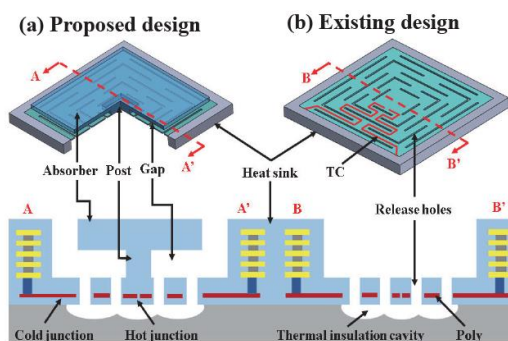 (a) Proposed design
(b) Existing design
A
A'
B
B'
Absorber
Post
Gap
Heat sink
TC
Release holes
A
A'
B
B'
Cold junction
Hot junction
Thermal insulation cavity
Poly